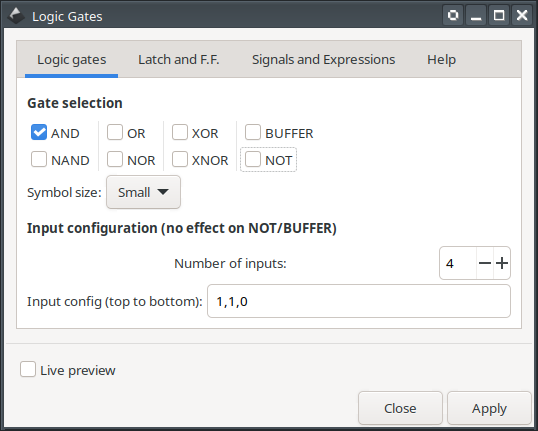 Logic Gates
Logic gates Latch and F.F. Signals and Expressions Help
Gate selection
AND OR XOR BUFFER
NAND NOR XNOR NOT
Symbol size: Small
Input configuration (no effect on NOT/BUFFER)
Number of inputs: 4
Input config (top to bottom): 1,1,0
Live preview
Close Apply